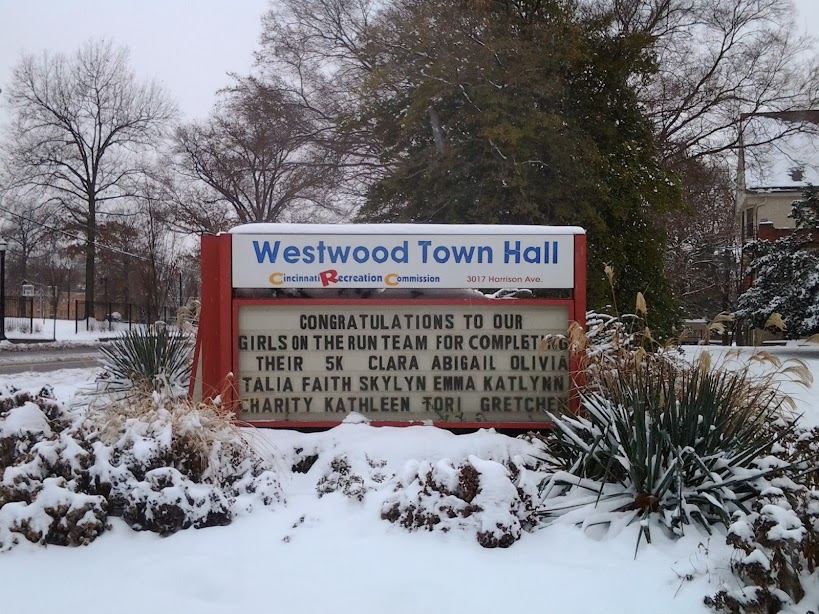 Westwood Town Hall
Cincinnati Recreation Commission 3017 Harrison Ave.
CONGRATULATIONS TO OUR
GIRLS ON THE RUN TEAM FOR COMPLETING
THEIR 5K CLARA ABIGAIL OLIVIA
TALIA FAITH SKYLYN EMMA KATLYNN
CHARITY KATHLEEN TORI GRETCHEN